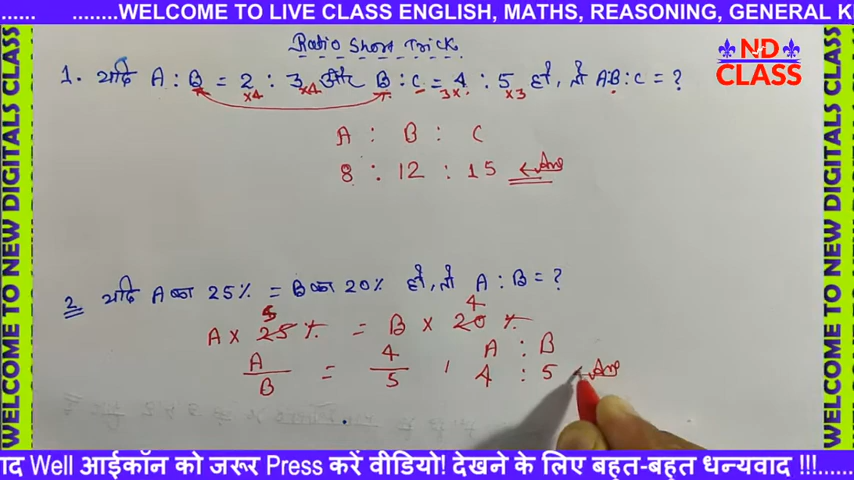 .......WELCOME TO LIVE CLASS ENGLISH, MATHS, REASONING, GENERAL K
Ratio Short Trick
ND CLASS
1. यदि A : B = 2 : 3 और B : C = 4 : 5 हो, तो A:B:C = ?
×4 ×4 3× ×3
A : B : C
8 : 12 : 15 ← Ans
2 यदि A का 25% = B का 20% हो, तो A : B = ?
5 4
A × 25 % = B × 20 %
A/B = 4/5 , A : B
4 : 5 ← Ans
WELCOME TO NEW DIGITALS CLASS
WELCOME TO NEW DIGITALS CLASS
ाद Well आईकॉन को जरूर Press करें वीडियो! देखने के लिए बहुत-बहुत धन्यवाद !!!.......